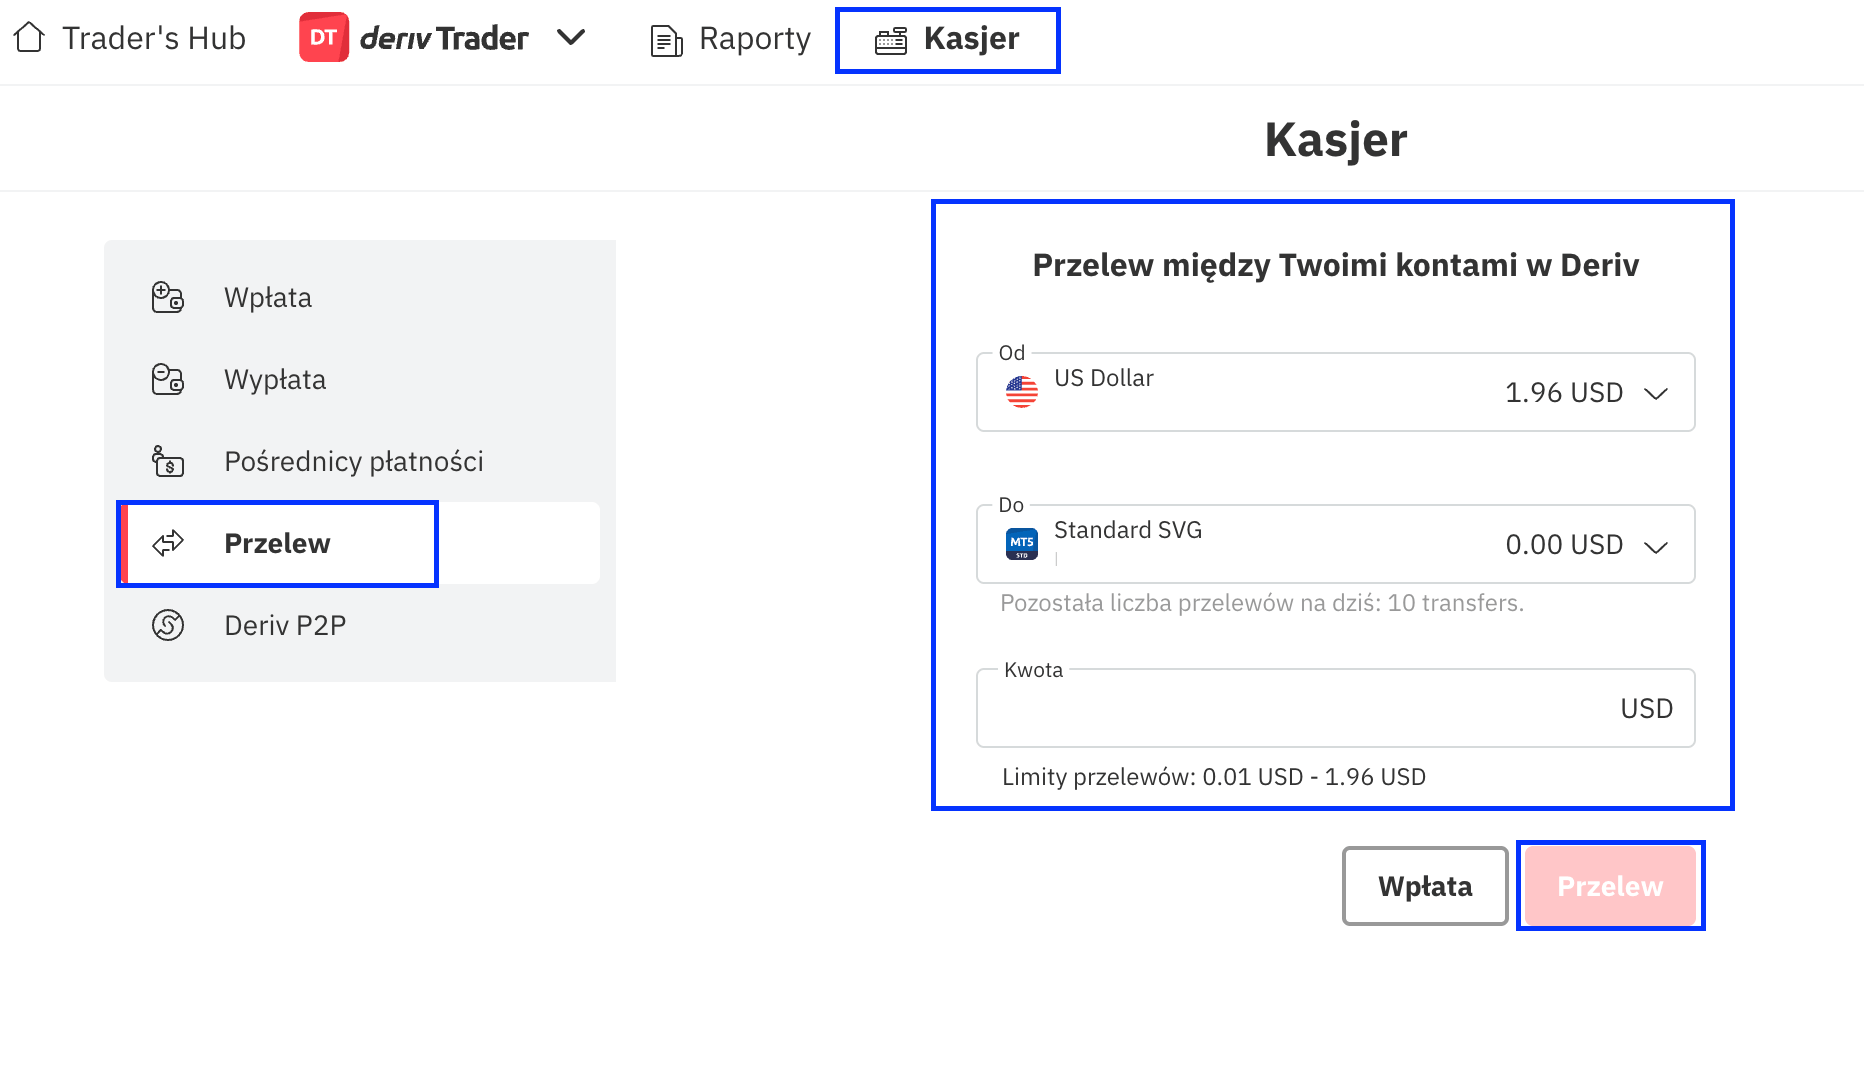 Trader's Hub
DT deriv Trader
Raporty
Kasjer
Kasjer
Wpłata
Wypłata
Pośrednicy płatności
Przelew
Deriv P2P
Przelew między Twoimi kontami w Deriv
Od
US Dollar
1.96 USD
Do
MT5
STD
Standard SVG
0.00 USD
Pozostała liczba przelewów na dziś: 10 transfers.
Kwota
USD
Limity przelewów: 0.01 USD - 1.96 USD
Wpłata
Przelew